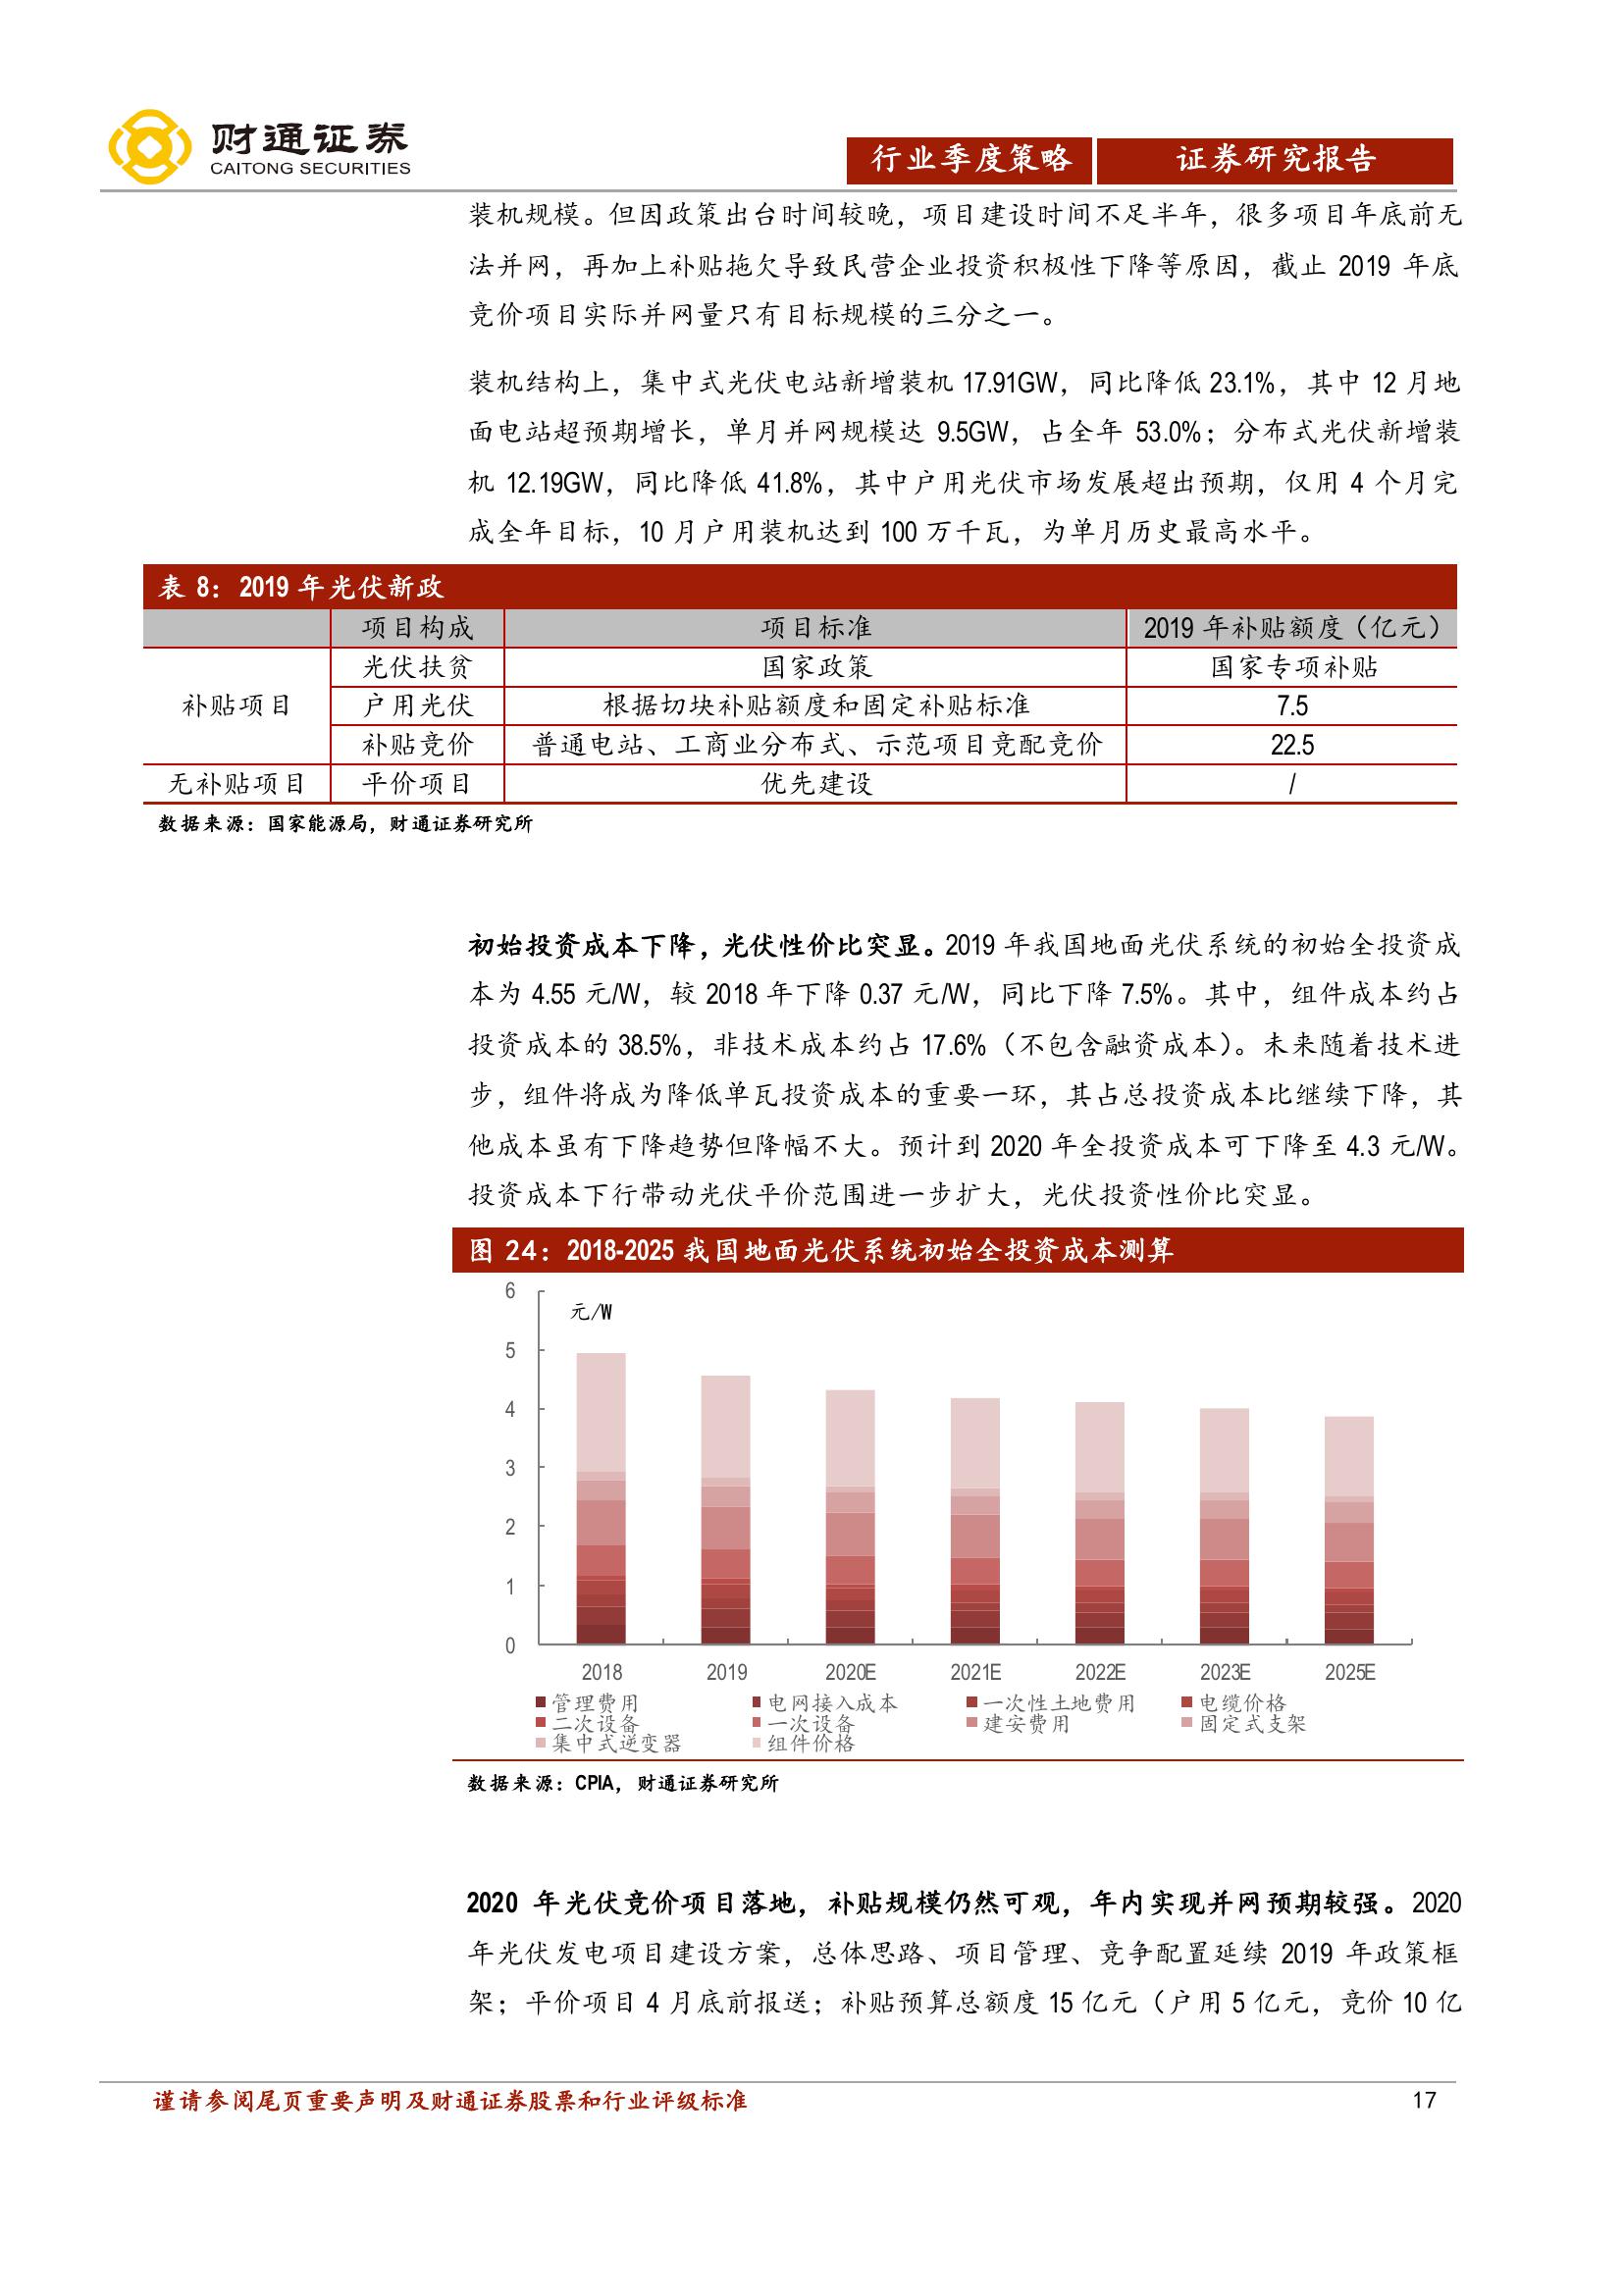 财通证券
CAITONG SECURITIES
行业季度策略 证券研究报告
装机规模。但因政策出台时间较晚，项目建设时间不足半年，很多项目年底前无
法并网，再加上补贴拖欠导致民营企业投资积极性下降等原因，截止 2019 年底
竞价项目实际并网量只有目标规模的三分之一。
装机结构上，集中式光伏电站新增装机 17.91GW，同比降低 23.1%，其中 12 月地
面电站超预期增长，单月并网规模达 9.5GW，占全年 53.0%；分布式光伏新增装
机 12.19GW，同比降低 41.8%，其中户用光伏市场发展超出预期，仅用 4 个月完
成全年目标，10 月户用装机达到 100 万千瓦，为单月历史最高水平。
表 8：2019 年光伏新政
项目构成 项目标准 2019 年补贴额度（亿元）
光伏扶贫 国家政策 国家专项补贴
补贴项目 户用光伏 根据切块补贴额度和固定补贴标准 7.5
补贴竞价 普通电站、工商业分布式、示范项目竞配竞价 22.5
无补贴项目 平价项目 优先建设 /
数据来源：国家能源局，财通证券研究所
初始投资成本下降，光伏性价比突显。2019 年我国地面光伏系统的初始全投资成
本为 4.55 元/W，较 2018 年下降 0.37 元/W，同比下降 7.5%。其中，组件成本约占
投资成本的 38.5%，非技术成本约占 17.6%（不包含融资成本）。未来随着技术进
步，组件将成为降低单瓦投资成本的重要一环，其占总投资成本比继续下降，其
他成本虽有下降趋势但降幅不大。预计到 2020 年全投资成本可下降至 4.3 元/W。
投资成本下行带动光伏平价范围进一步扩大，光伏投资性价比突显。
图 24：2018-2025 我国地面光伏系统初始全投资成本测算
6
元/W
5
4
3
2
1
0
2018 2019 2020E 2021E 2022E 2023E 2025E
管理费用 电网接入成本 一次性土地费用 电缆价格
二次设备 一次设备 建安费用 固定式支架
集中式逆变器 组件价格
数据来源：CPIA，财通证券研究所
2020 年光伏竞价项目落地，补贴规模仍然可观，年内实现并网预期较强。2020
年光伏发电项目建设方案，总体思路、项目管理、竞争配置延续 2019 年政策框
架；平价项目 4 月底前报送；补贴预算总额度 15 亿元（户用 5 亿元，竞价 10 亿
谨请参阅尾页重要声明及财通证券股票和行业评级标准 17